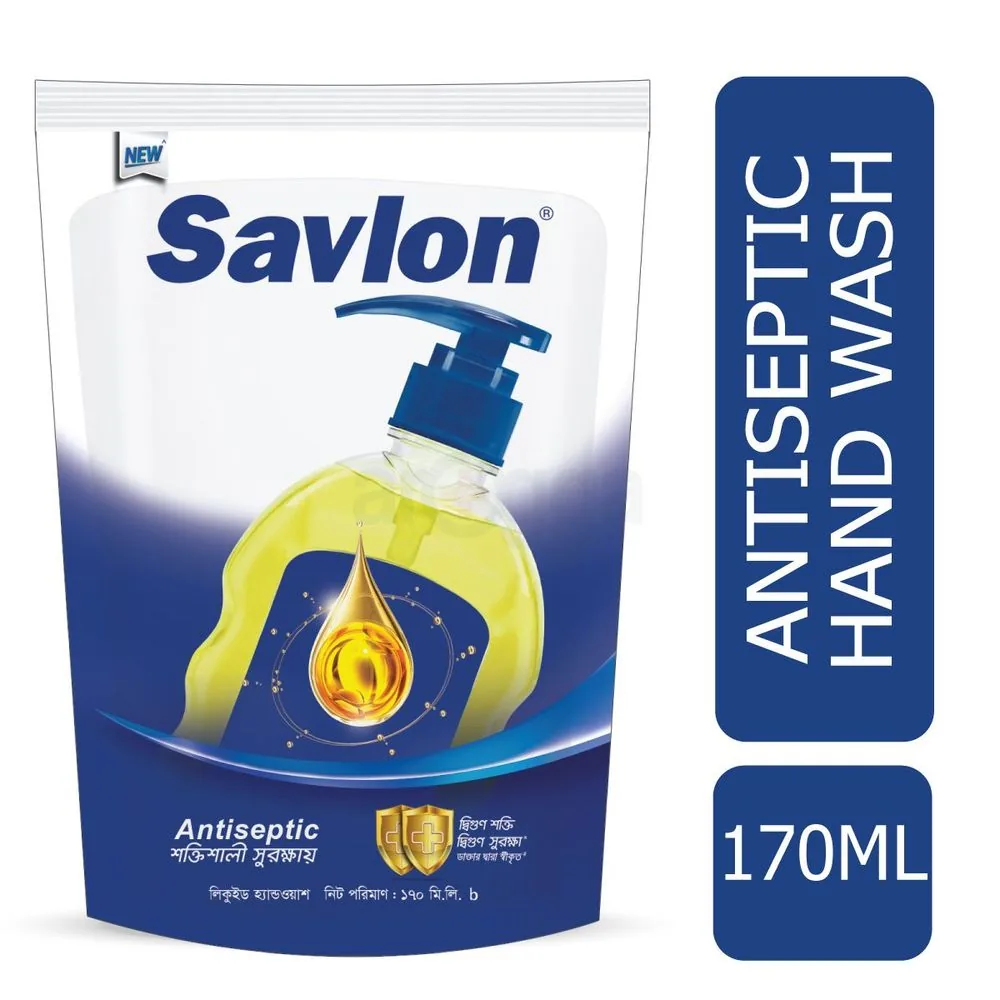 NEW^
Savlon®
Antiseptic
শক্তিশালী সুরক্ষায়
দ্বিগুণ শক্তি
দ্বিগুণ সুরক্ষা*
ডাক্তার দ্বারা স্বীকৃত
লিকুইড হ্যান্ডওয়াশ নিট পরিমাণ : ১৭০ মি.লি. b
ANTISEPTIC
HAND WASH
170ML